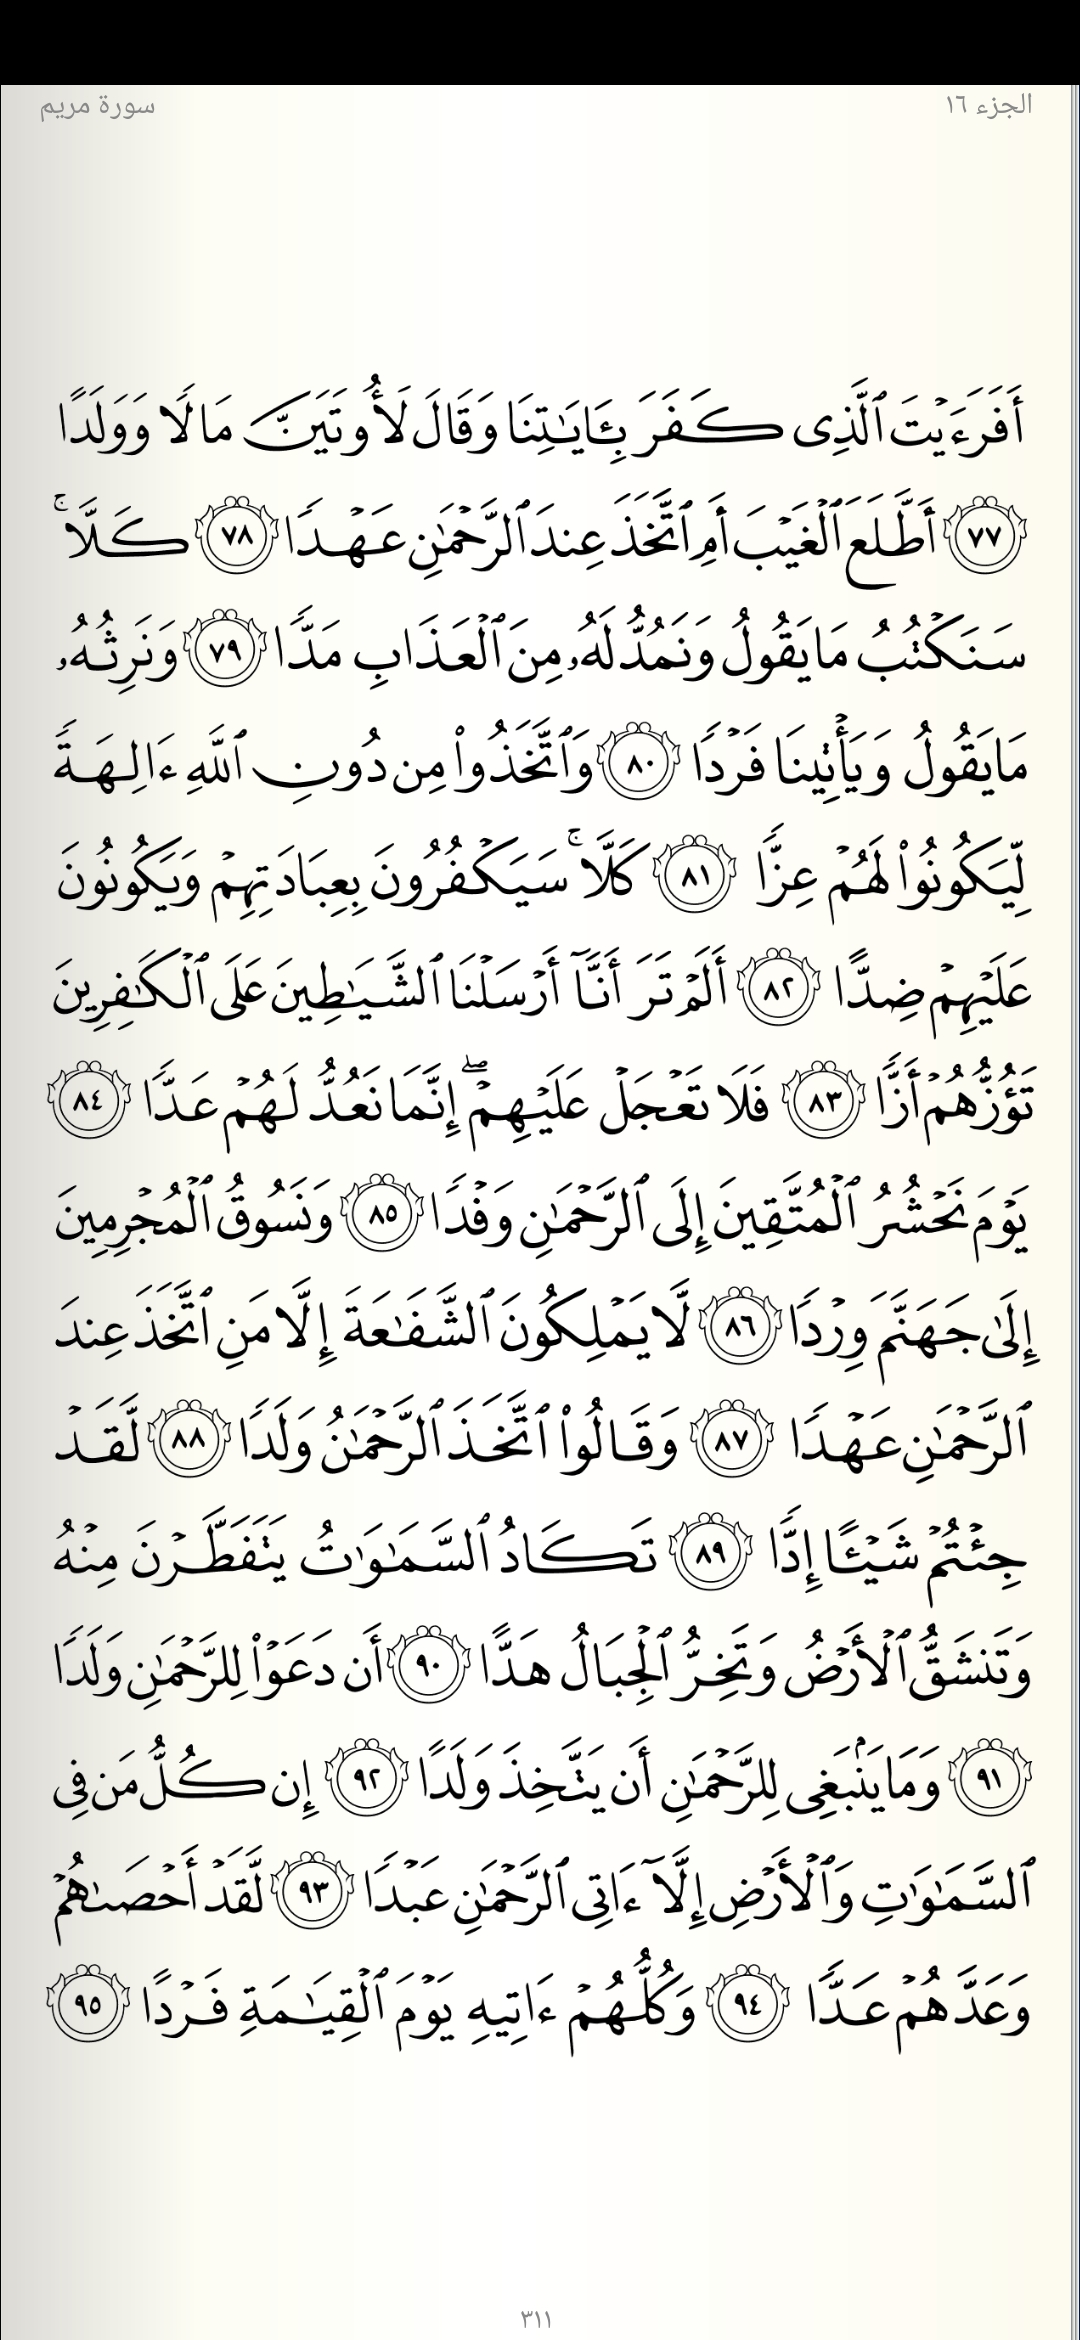 الجزء ١٦
سورة مريم
أَفَرَءَيْتَ ٱلَّذِى كَفَرَ بِـَٔايَـٰتِنَا وَقَالَ لَأُوتَيَنَّ مَالًا وَوَلَدًا
٧٧ أَطَّلَعَ ٱلْغَيْبَ أَمِ ٱتَّخَذَ عِندَ ٱلرَّحْمَـٰنِ عَهْدًا ٧٨ كَلَّا ۚ
سَنَكْتُبُ مَا يَقُولُ وَنَمُدُّ لَهُۥ مِنَ ٱلْعَذَابِ مَدًّا ٧٩ وَنَرِثُهُۥ
مَا يَقُولُ وَيَأْتِينَا فَرْدًا ٨٠ وَٱتَّخَذُوا۟ مِن دُونِ ٱللَّهِ ءَالِهَةً
لِّيَكُونُوا۟ لَهُمْ عِزًّا ٨١ كَلَّا ۚ سَيَكْفُرُونَ بِعِبَادَتِهِمْ وَيَكُونُونَ
عَلَيْهِمْ ضِدًّا ٨٢ أَلَمْ تَرَ أَنَّآ أَرْسَلْنَا ٱلشَّيَـٰطِينَ عَلَى ٱلْكَـٰفِرِينَ
تَؤُزُّهُمْ أَزًّا ٨٣ فَلَا تَعْجَلْ عَلَيْهِمْ ۖ إِنَّمَا نَعُدُّ لَهُمْ عَدًّا ٨٤
يَوْمَ نَحْشُرُ ٱلْمُتَّقِينَ إِلَى ٱلرَّحْمَـٰنِ وَفْدًا ٨٥ وَنَسُوقُ ٱلْمُجْرِمِينَ
إِلَىٰ جَهَنَّمَ وِرْدًا ٨٦ لَّا يَمْلِكُونَ ٱلشَّفَـٰعَةَ إِلَّا مَنِ ٱتَّخَذَ عِندَ
ٱلرَّحْمَـٰنِ عَهْدًا ٨٧ وَقَالُوا۟ ٱتَّخَذَ ٱلرَّحْمَـٰنُ وَلَدًا ٨٨ لَّقَدْ
جِئْتُمْ شَيْـًٔا إِدًّا ٨٩ تَكَادُ ٱلسَّمَـٰوَٰتُ يَتَفَطَّرْنَ مِنْهُ
وَتَنشَقُّ ٱلْأَرْضُ وَتَخِرُّ ٱلْجِبَالُ هَدًّا ٩٠ أَن دَعَوْا۟ لِلرَّحْمَـٰنِ وَلَدًا
٩١ وَمَا يَنۢبَغِى لِلرَّحْمَـٰنِ أَن يَتَّخِذَ وَلَدًا ٩٢ إِن كُلُّ مَن فِى
ٱلسَّمَـٰوَٰتِ وَٱلْأَرْضِ إِلَّآ ءَاتِى ٱلرَّحْمَـٰنِ عَبْدًا ٩٣ لَّقَدْ أَحْصَىٰهُمْ
وَعَدَّهُمْ عَدًّا ٩٤ وَكُلُّهُمْ ءَاتِيهِ يَوْمَ ٱلْقِيَـٰمَةِ فَرْدًا ٩٥
٣١١